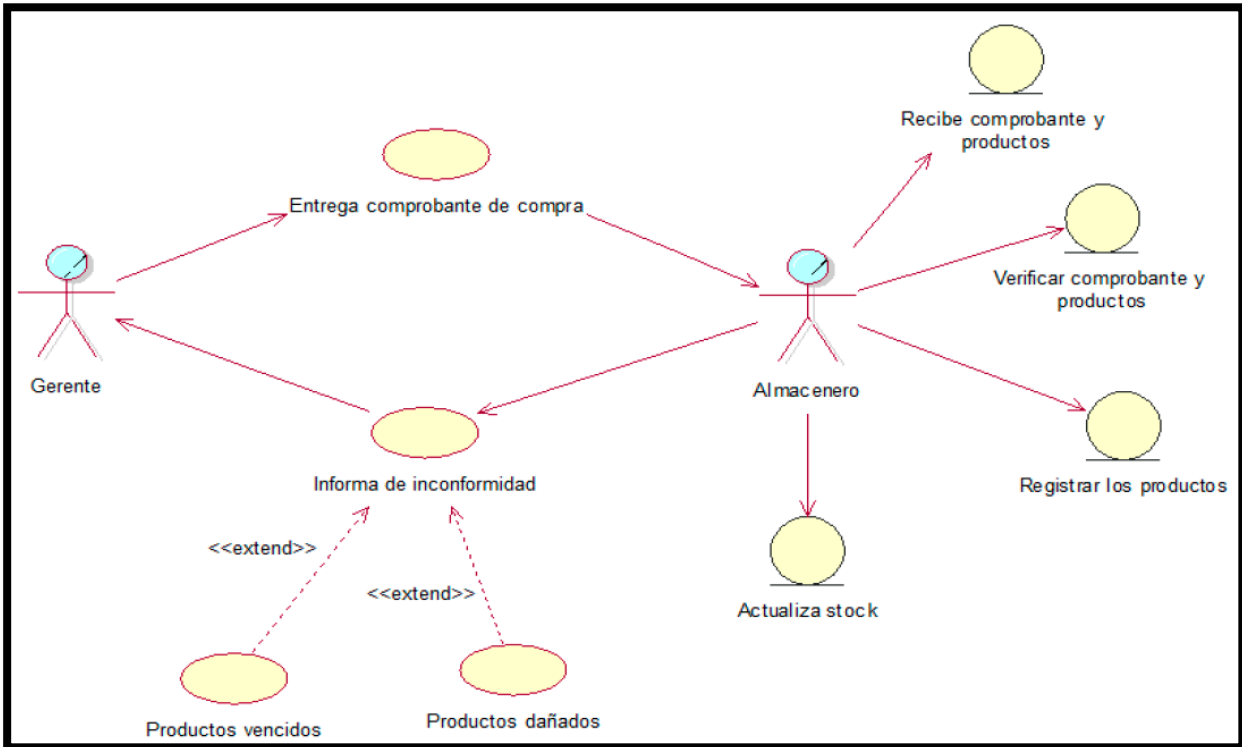 Recibe comprobante y
productos
Entrega comprobante de compra
Verificar comprobante y
productos
Gerente
Almacenero
Informa de inconformidad
Registrar los productos
<<extend>>
<<extend>>
Actualiza stock
Productos vencidos
Productos dañados